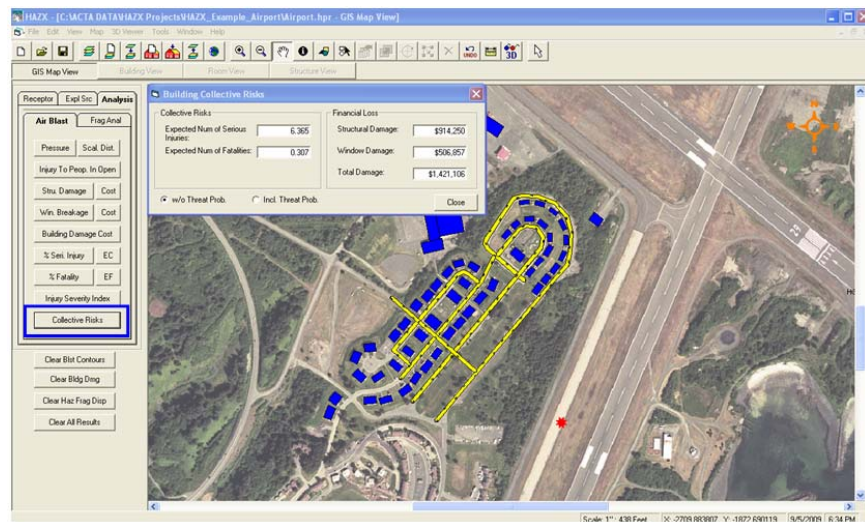 HAZX - [C:\ACTA DATA\HAZX Projects\HAZX_Example_Airport\Airport.hpr - GIS Map View]
File Edit View Map 3D Viewer Tools Window Help
UNDO 3D
GIS Map View Building View Room View Structure View
Receptor Expl Src Analysis
Air Blast Frag Anal
Pressure Scal. Dist.
Injury To Peop. In Open
Stru. Damage Cost
Win. Breakage Cost
Building Damage Cost
% Seri. Injury EC
% Fatality EF
Injury Severity Index
Collective Risks
Clear Blst Contours
Clear Bldg Dmg
Clear Haz Frag Disp
Clear All Results
Building Collective Risks
Collective Risks
Expected Num of Serious Injuries: 6.365
Expected Num of Fatalities: 0.307
Financial Loss
Structural Damage: $914,250
Window Damage: $506,857
Total Damage: $1,421,106
w/o Threat Prob. Incl. Threat Prob. Close
Scale: 1" : 438 Feet X: -2709.883807 Y: -1872.690119 9/5/2009 6:34 PM